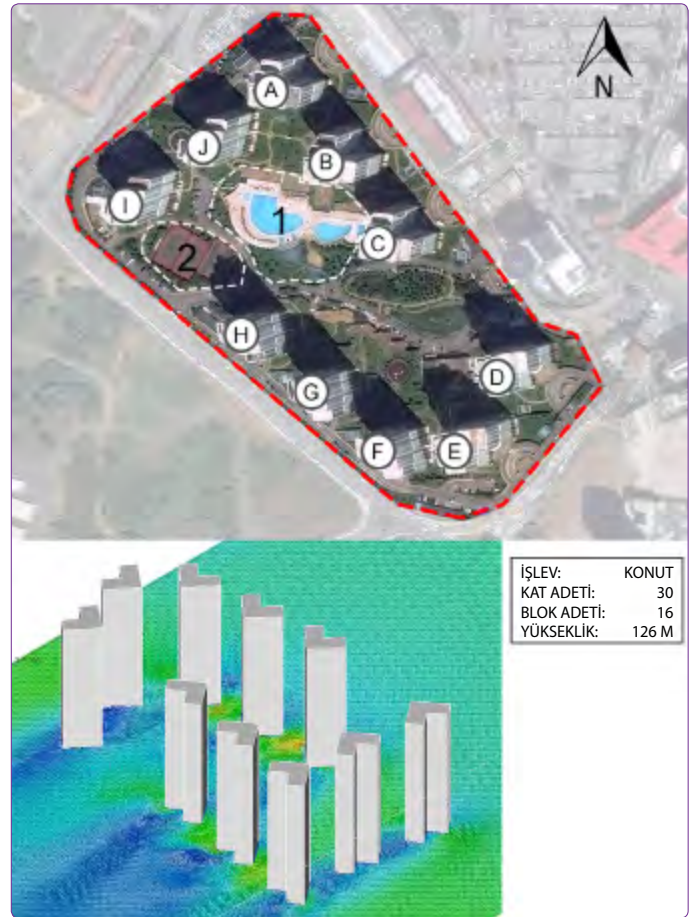 N
A
J
B
I
1
C
2
H
D
G
F
E
İŞLEV: KONUT
KAT ADETİ: 30
BLOK ADETİ: 16
YÜKSEKLİK: 126 M